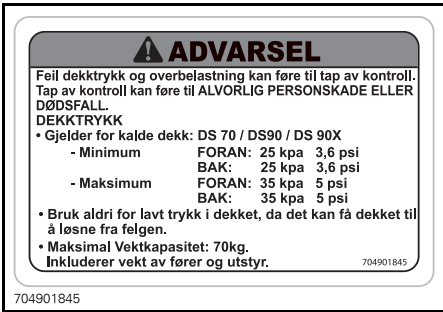 ADVARSEL
Feil dekktrykk og overbelastning kan føre til tap av kontroll.
Tap av kontroll kan føre til ALVORLIG PERSONSKADE ELLER
DØDSFALL.
DEKKTRYKK
• Gjelder for kalde dekk: DS 70 / DS90 / DS 90X
- Minimum FORAN: 25 kpa 3,6 psi
BAK: 25 kpa 3,6 psi
- Maksimum FORAN: 35 kpa 5 psi
BAK: 35 kpa 5 psi
• Bruk aldri for lavt trykk i dekket, da det kan få dekket til
å løsne fra felgen.
• Maksimal Vektkapasitet: 70kg.
Inkluderer vekt av fører og utstyr. 704901845
704901845